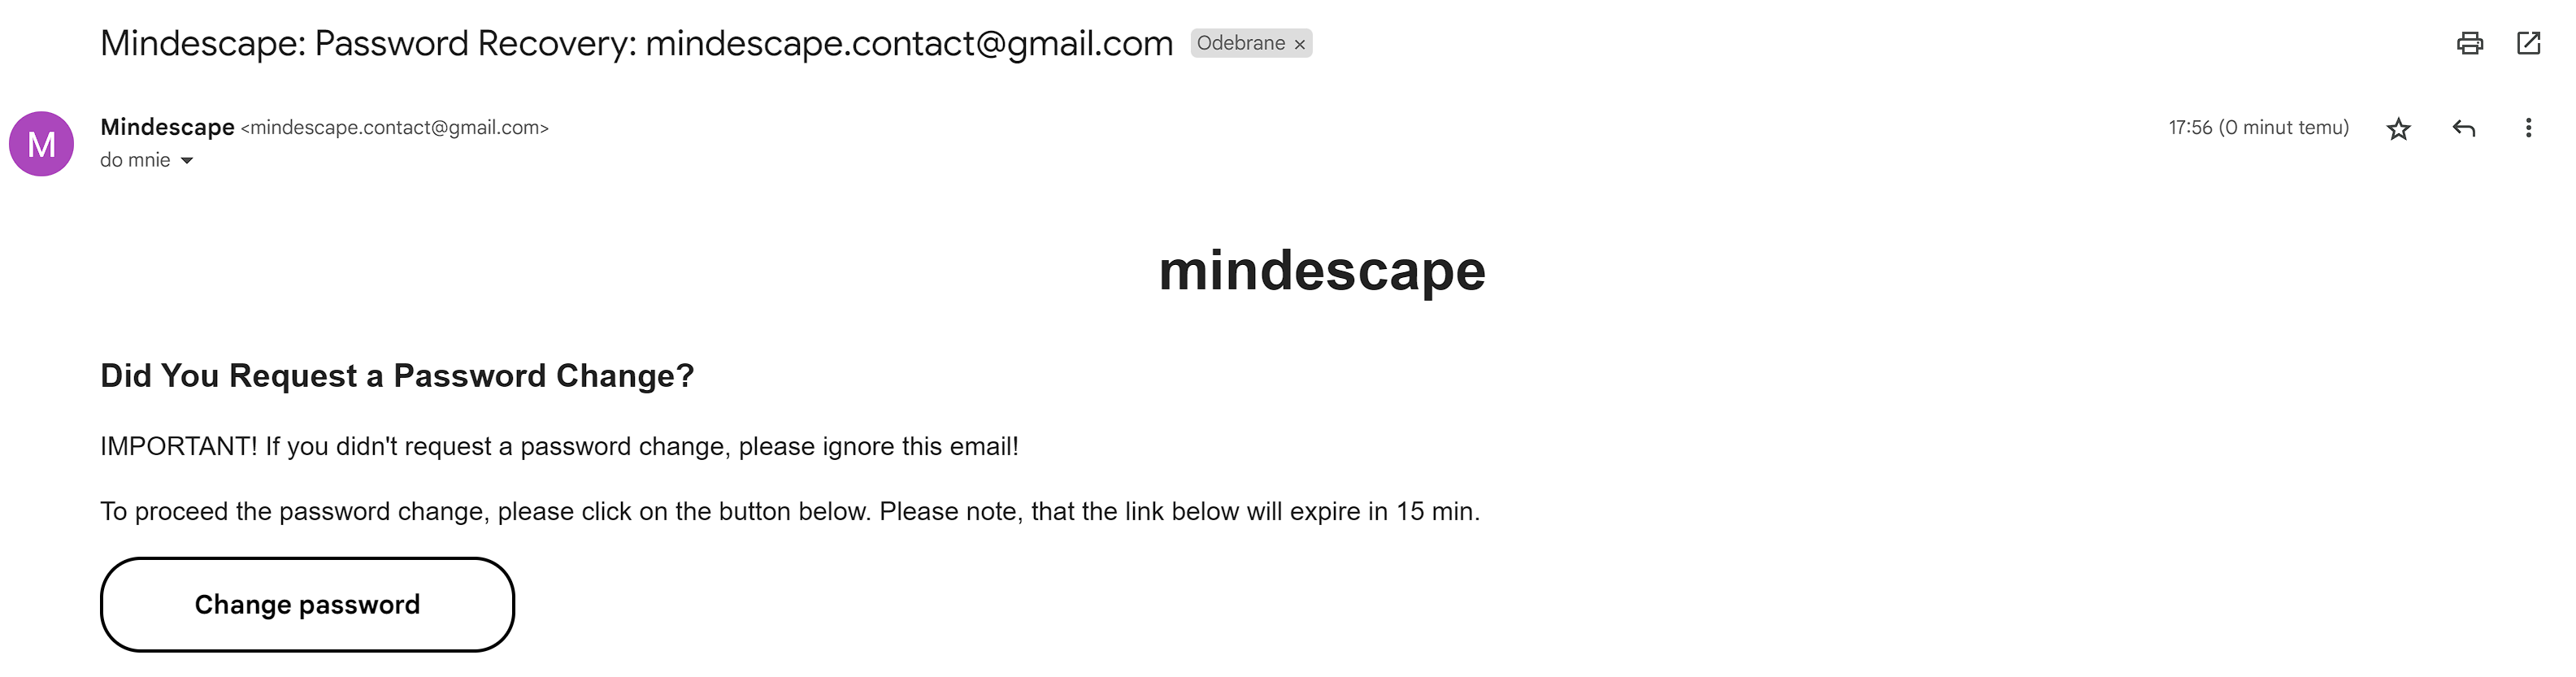 Mindescape: Password Recovery: mindescape.contact@gmail.com Odebrane ×
M
Mindescape <mindescape.contact@gmail.com> 17:56 (0 minut temu)
do mnie
mindescape
Did You Request a Password Change?
IMPORTANT! If you didn't request a password change, please ignore this email!
To proceed the password change, please click on the button below. Please note, that the link below will expire in 15 min.
Change password